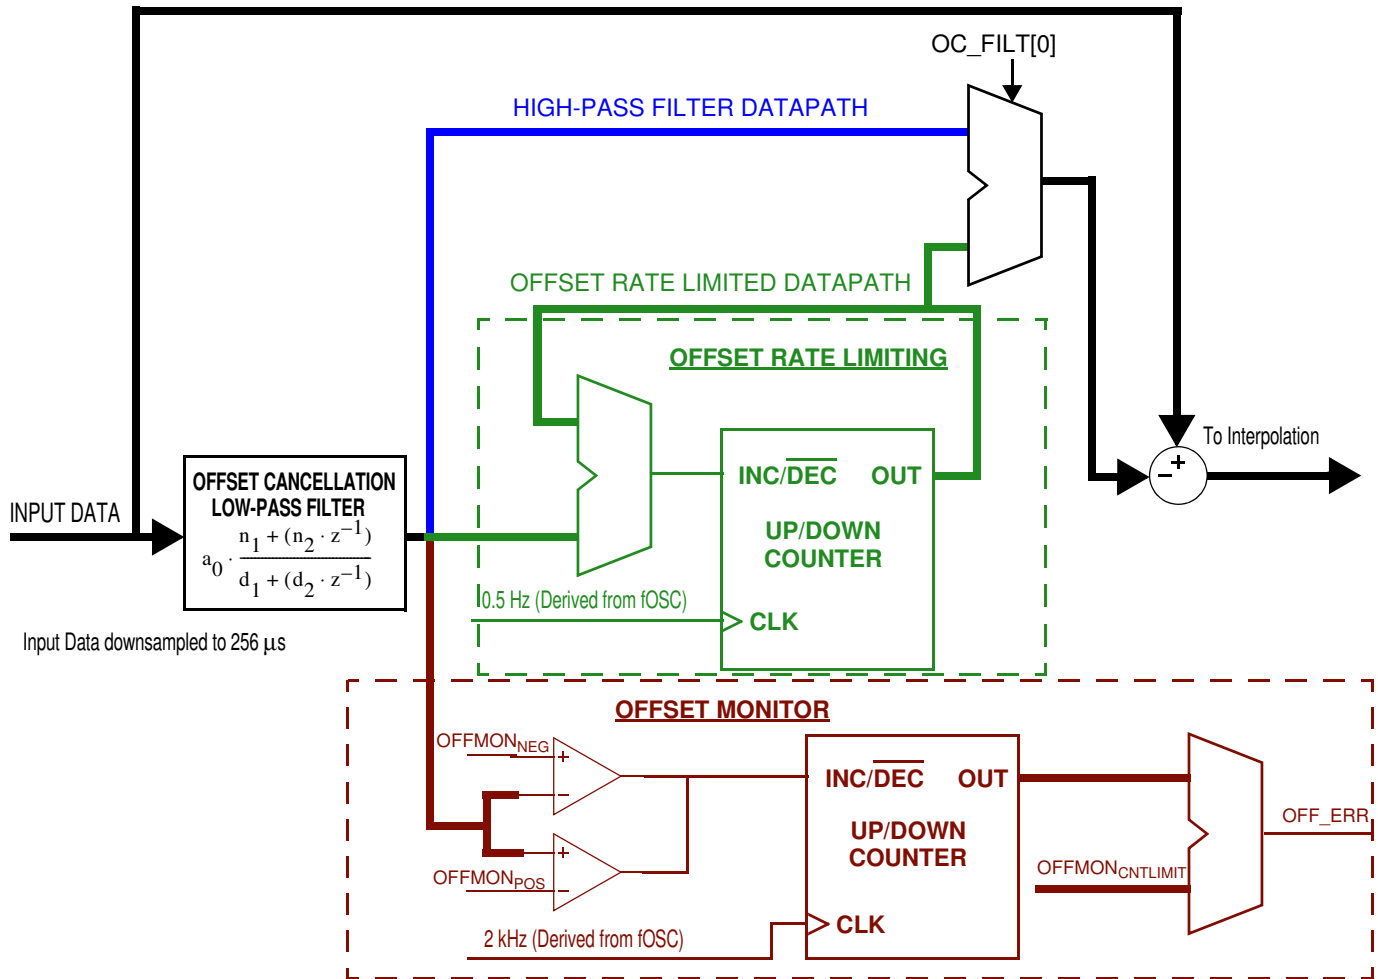 OC_FILT[0]
HIGH-PASS FILTER DATAPATH
OFFSET RATE LIMITED DATAPATH
OFFSET RATE LIMITING
To Interpolation
− +
INC/DEC OUT
UP/DOWN
COUNTER
0.5 Hz (Derived from fOSC)
CLK
INPUT DATA
OFFSET CANCELLATION
LOW-PASS FILTER
a0 · n1 + (n2 · z−1)
d1 + (d2 · z−1)
Input Data downsampled to 256 μs
OFFSET MONITOR
OFFMONNEG
+
−
+
−
OFFMONPOS
INC/DEC OUT
UP/DOWN
COUNTER
2 kHz (Derived from fOSC)
CLK
OFFMONCNTLIMIT
OFF_ERR